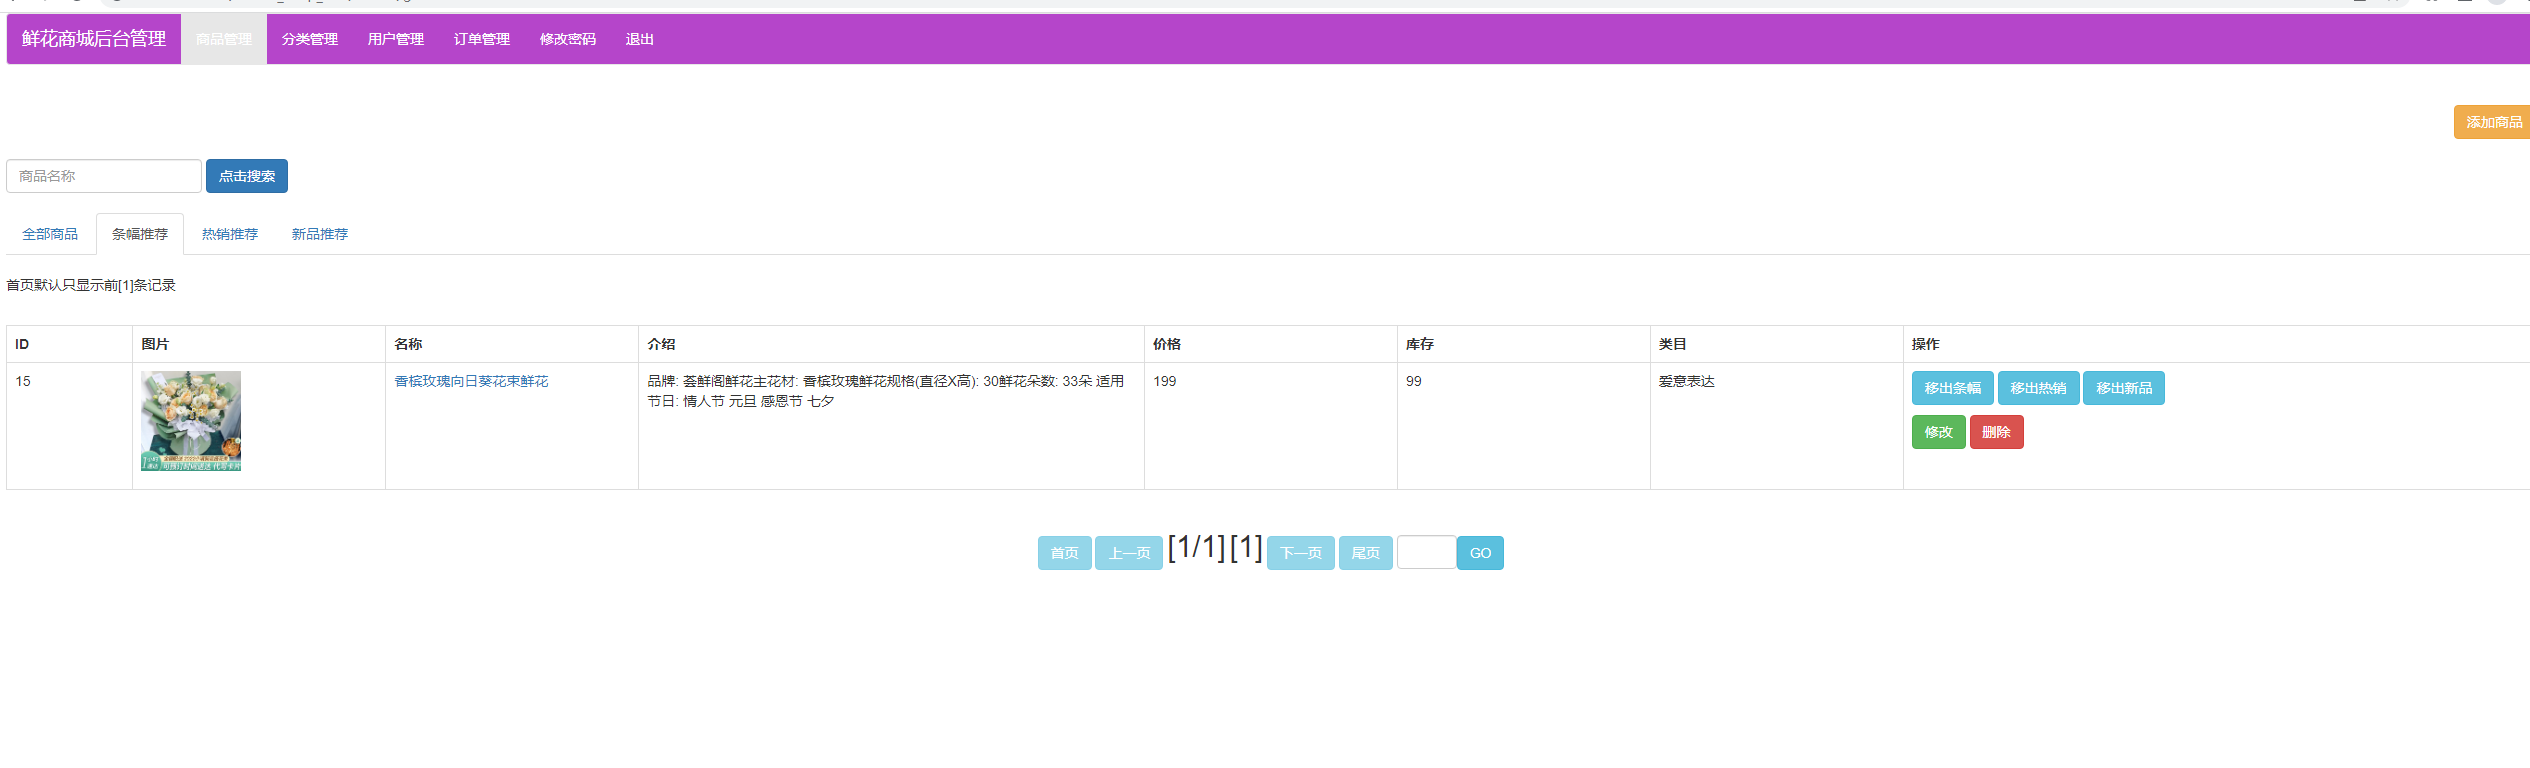 鲜花商城后台管理 商品管理 分类管理 用户管理 订单管理 修改密码 退出
添加商品
商品名称 点击搜索
全部商品 条幅推荐 热销推荐 新品推荐
首页默认只显示前[1]条记录
ID 图片 名称 介绍 价格 库存 类目 操作
15 香槟玫瑰向日葵花束鲜花 品牌: 荟鲜阁鲜花主花材: 香槟玫瑰鲜花规格(直径X高): 30鲜花朵数: 33朵 适用 199 99 爱意表达 移出条幅 移出热销 移出新品
节日: 情人节 元旦 感恩节 七夕
修改 删除
首页 上一页 [1/1][1] 下一页 尾页 GO